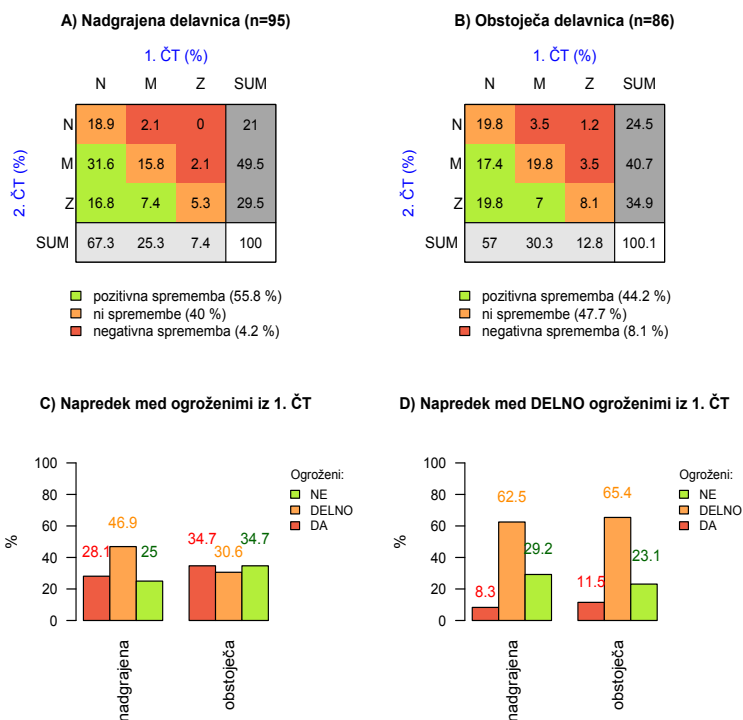 A) Nadgrajena delavnica (n=95)
1. ČT (%)
N M Z SUM
2. ČT (%)
N 18.9 2.1 0 21
M 31.6 15.8 2.1 49.5
Z 16.8 7.4 5.3 29.5
SUM 67.3 25.3 7.4 100
pozitivna sprememba (55.8 %)
ni spremembe (40 %)
negativna sprememba (4.2 %)
B) Obstoječa delavnica (n=86)
1. ČT (%)
N M Z SUM
2. ČT (%)
N 19.8 3.5 1.2 24.5
M 17.4 19.8 3.5 40.7
Z 19.8 7 8.1 34.9
SUM 57 30.3 12.8 100.1
pozitivna sprememba (44.2 %)
ni spremembe (47.7 %)
negativna sprememba (8.1 %)
C) Napredek med ogroženimi iz 1. ČT
%
100
80
60
40
20
0
28.1 46.9 25
34.7 30.6 34.7
nadgrajena
obstoječa
Ogroženi:
NE
DELNO
DA
D) Napredek med DELNO ogroženimi iz 1. ČT
%
100
80
60
40
20
0
8.3 62.5 29.2
11.5 65.4 23.1
nadgrajena
obstoječa
Ogroženi:
NE
DELNO
DA